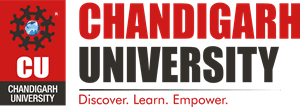 CU
CHANDIGARH
UNIVERSITY
CHANDIGARH
UNIVERSITY
Discover. Learn. Empower.